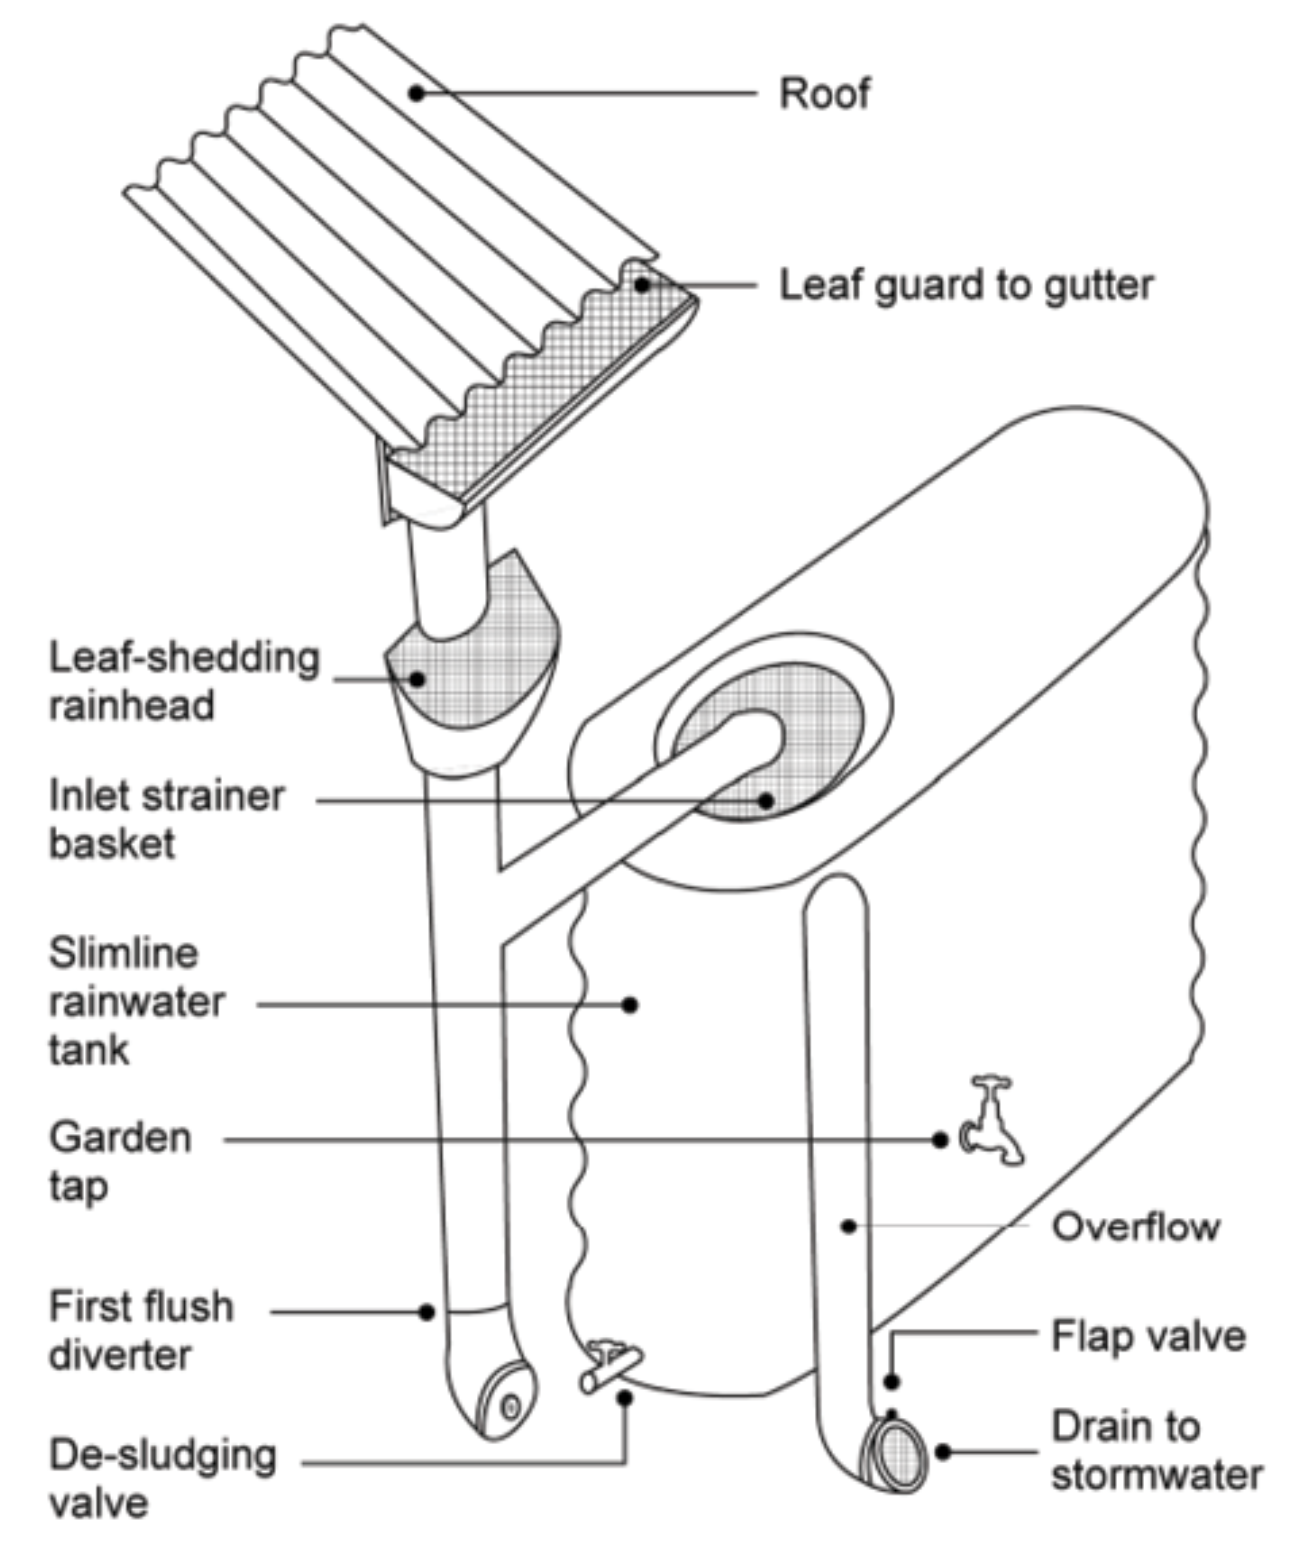 Roof
Leaf guard to gutter
Leaf-shedding
rainhead
Inlet strainer
basket
Slimline
rainwater
tank
Garden
tap
Overflow
First flush
diverter
Flap valve
Drain to
stormwater
De-sludging
valve